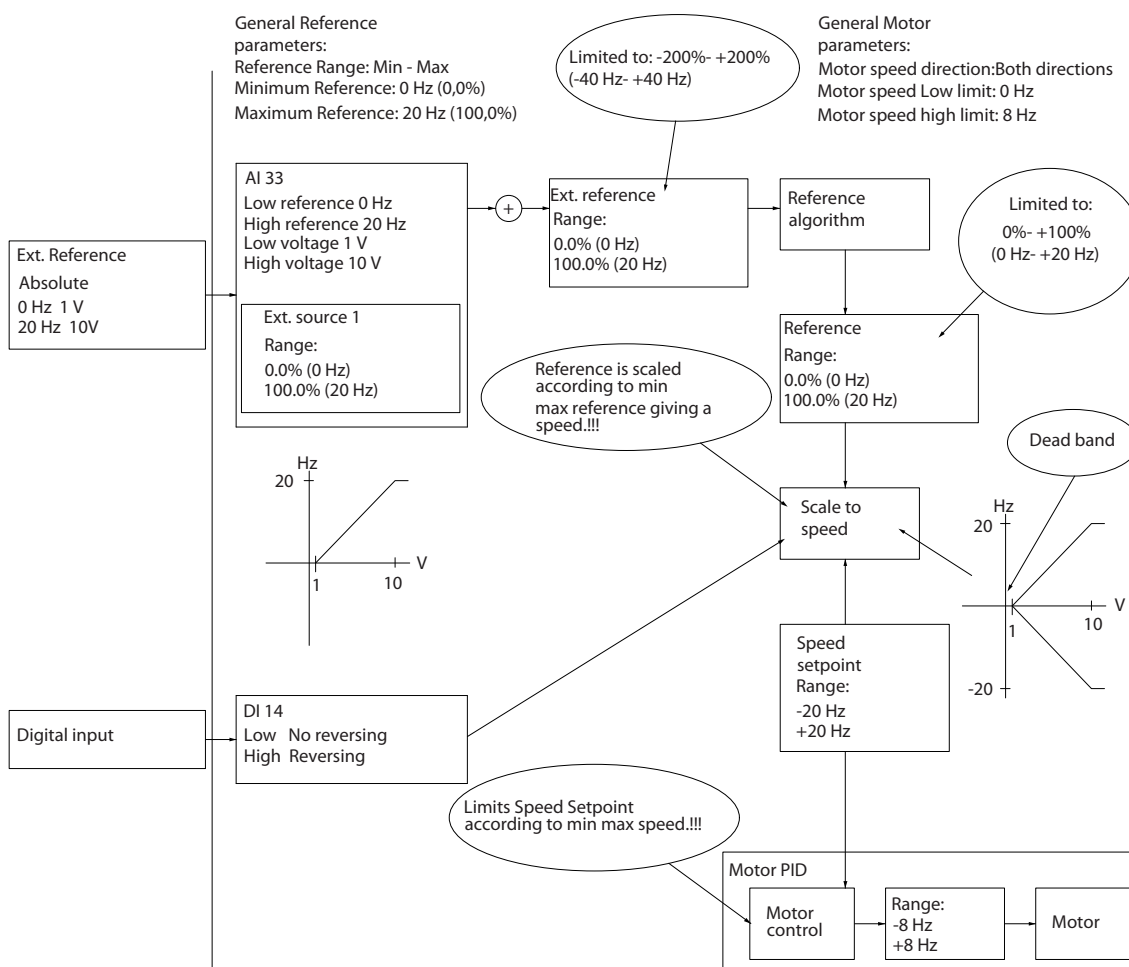 General Reference
parameters:
Reference Range: Min - Max
Minimum Reference: 0 Hz (0,0%)
Maximum Reference: 20 Hz (100,0%)
Limited to: -200%- +200%
(-40 Hz- +40 Hz)
General Motor
parameters:
Motor speed direction:Both directions
Motor speed Low limit: 0 Hz
Motor speed high limit: 8 Hz
Ext. Reference
Absolute
0 Hz 1 V
20 Hz 10V
AI 33
Low reference 0 Hz
High reference 20 Hz
Low voltage 1 V
High voltage 10 V
Ext. source 1
Range:
0.0% (0 Hz)
100.0% (20 Hz)
+
Ext. reference
Range:
0.0% (0 Hz)
100.0% (20 Hz)
Reference
algorithm
Limited to:
0%- +100%
(0 Hz- +20 Hz)
Reference
Range:
0.0% (0 Hz)
100.0% (20 Hz)
Reference is scaled
according to min
max reference giving a
speed.!!!
Dead band
Hz
20
1
10
V
Scale to
speed
Hz
20
V
1
10
-20
Speed
setpoint
Range:
-20 Hz
+20 Hz
Digital input
DI 14
Low No reversing
High Reversing
Limits Speed Setpoint
according to min max speed.!!!
Motor PID
Motor
control
Range:
-8 Hz
+8 Hz
Motor